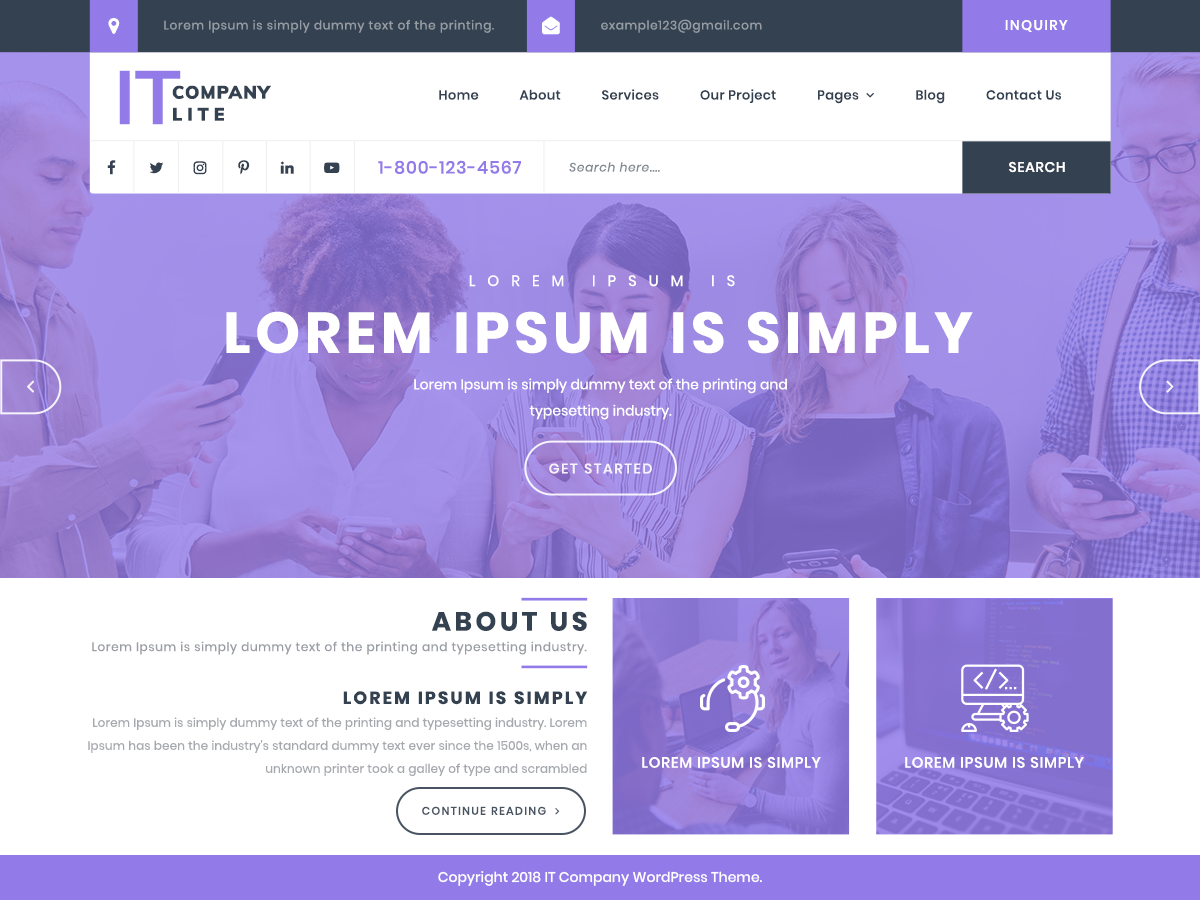 Lorem Ipsum is simply dummy text of the printing.
example123@gmail.com
INQUIRY
IT COMPANY
LITE
Home About Services Our Project Pages Blog Contact Us
1-800-123-4567
Search here....
SEARCH
LOREM IPSUM IS
LOREM IPSUM IS SIMPLY
Lorem Ipsum is simply dummy text of the printing and
typesetting industry.
GET STARTED
ABOUT US
Lorem Ipsum is simply dummy text of the printing and typesetting industry.
LOREM IPSUM IS SIMPLY
Lorem Ipsum is simply dummy text of the printing and typesetting industry. Lorem
Ipsum has been the industry's standard dummy text ever since the 1500s, when an
unknown printer took a galley of type and scrambled
CONTINUE READING
LOREM IPSUM IS SIMPLY
LOREM IPSUM IS SIMPLY
Copyright 2018 IT Company WordPress Theme.